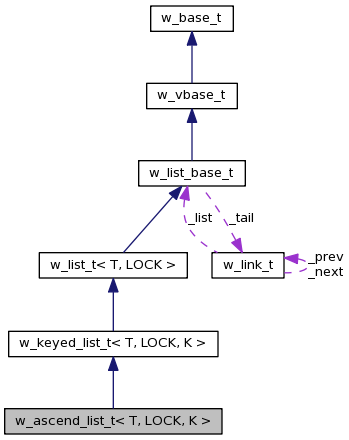 w_base_t
w_vbase_t
w_list_base_t
_list
_tail
w_list_t< T, LOCK >
w_link_t
_prev
_next
w_keyed_list_t< T, LOCK, K >
w_ascend_list_t< T, LOCK, K >